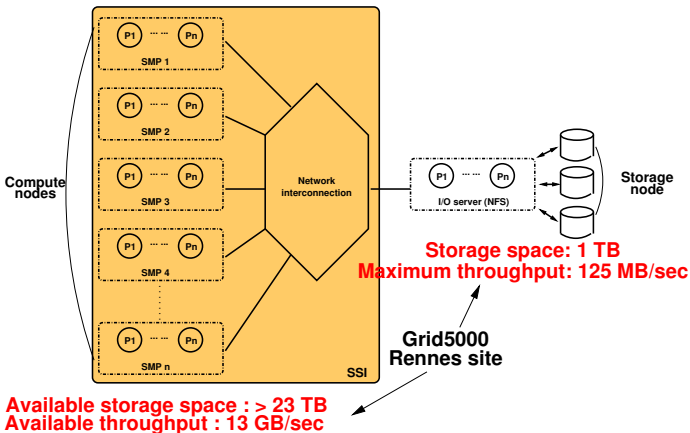 P1 ... ... Pn
SMP 1
P1 ... ... Pn
SMP 2
P1 ... ... Pn
SMP 3
P1 ... ... Pn
SMP 4
P1 ... ... Pn
SMP n
Compute
nodes
Network
interconnection
SSI
P1 ... ... Pn
I/O server (NFS)
Storage
node
Storage space: 1 TB
Maximum throughput: 125 MB/sec
Grid5000
Rennes site
Available storage space : > 23 TB
Available throughput : 13 GB/sec